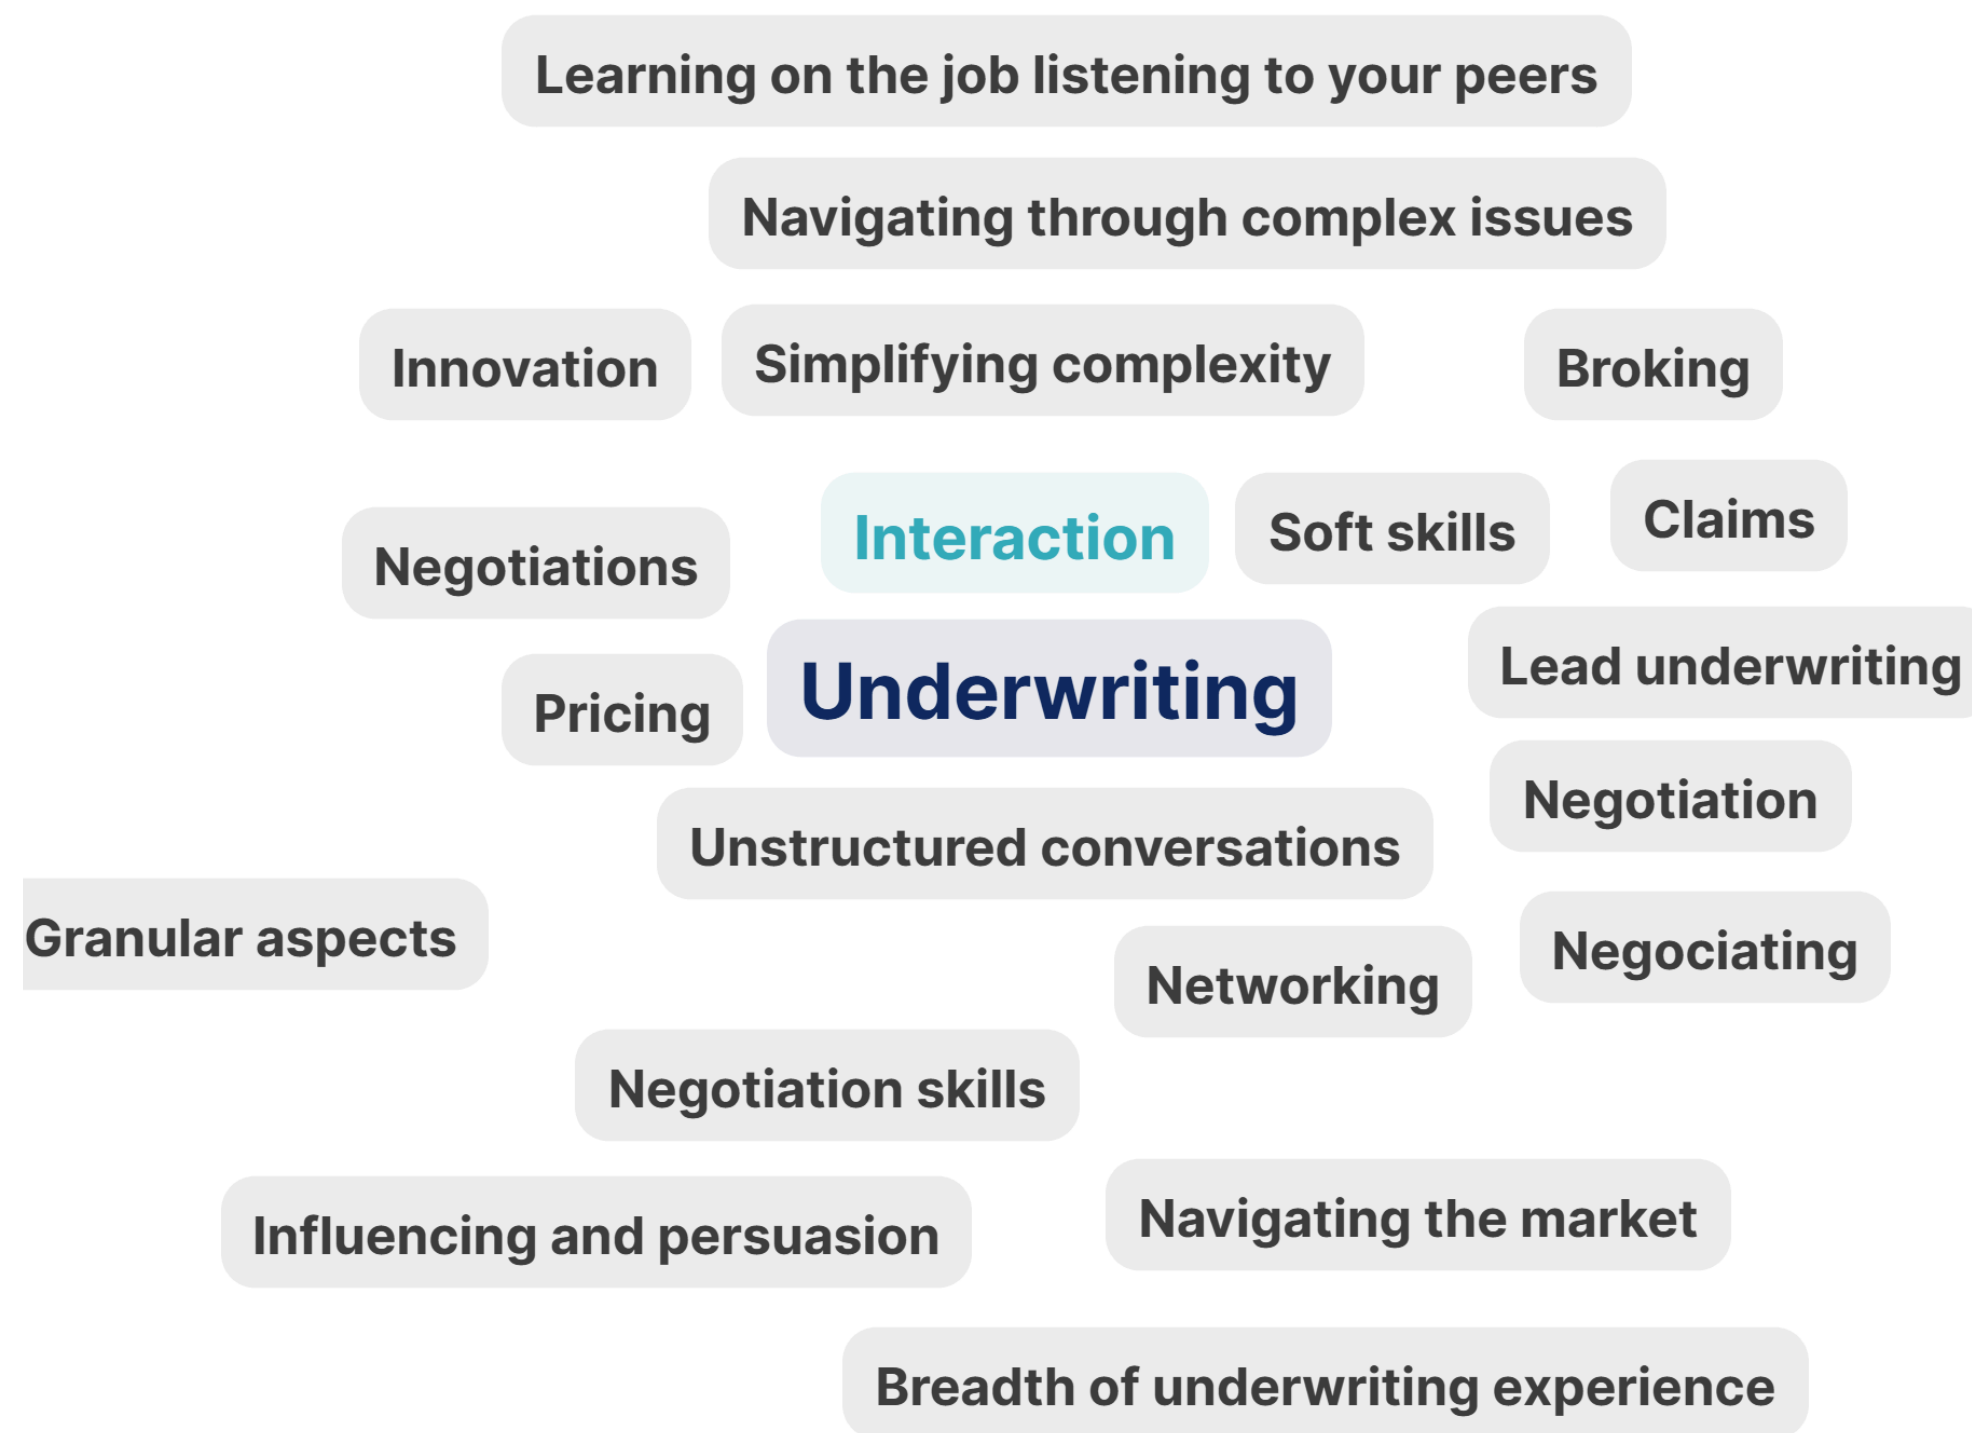 Learning on the job listening to your peers
Navigating through complex issues
Innovation
Simplifying complexity
Broking
Interaction
Soft skills
Claims
Negotiations
Lead underwriting
Pricing
Underwriting
Negotiation
Unstructured conversations
Granular aspects
Negociating
Networking
Negotiation skills
Navigating the market
Influencing and persuasion
Breadth of underwriting experience